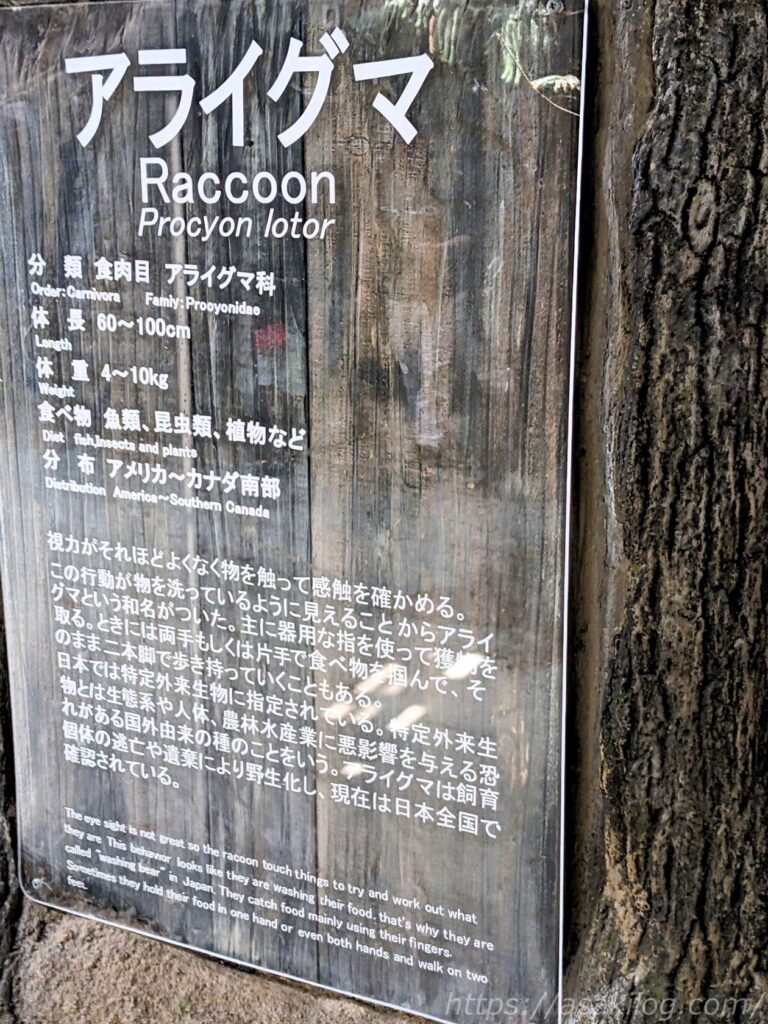 アライグマ
Raccoon
Procyon lotor
分　類　食肉目　アライグマ科
Order:Carnivora　Famiy:Procyonidae
体　長　60～100cm
Length
体　重　4～10kg
Weight
食べ物　魚類、昆虫類、植物など
Diet　fish,insects and plants
分　布　アメリカ～カナダ南部
Distribution　America～Southern Canada
視力がそれほどよくなく物を触って感触を確かめる。
この行動が物を洗っているように見えることからアライ
グマという和名がついた。主に器用な指を使って獲物を
取る。ときには両手もしくは片手で食べ物を掴んで、そ
のまま二本脚で歩き持っていくこともある。
日本では特定外来生物に指定されている。特定外来生
物とは生態系や人体、農林水産業に悪影響を与える恐
れがある国外由来の種のことをいう。アライグマは飼育
個体の逃亡や遺棄により野生化し、現在は日本全国で
確認されている。
The eye sight is not great so the racoon touch things to try and work out what
they are This behavior looks like they are washing their food. that's why they are
called "washing bear" in Japan. They catch food mainly using their fingers.
Sometimes they hold their food in one hand or even both hands and walk on two
feet.
https://asakilog.com/